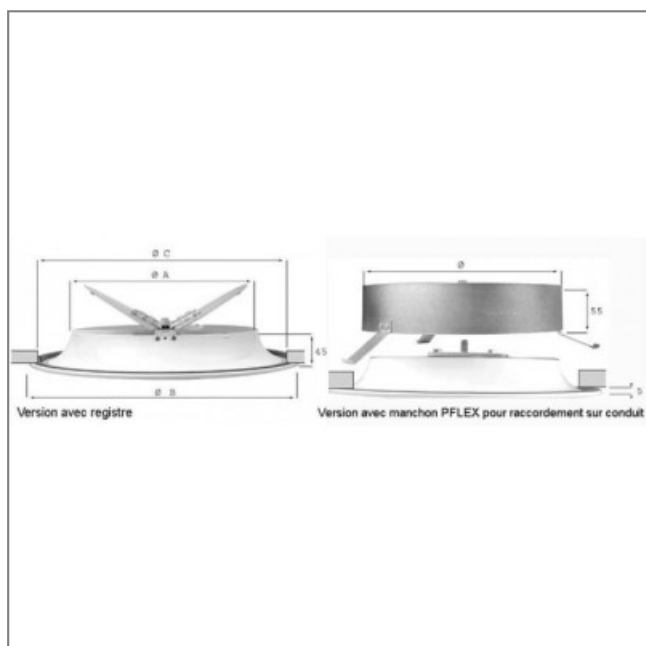 Ø C
Ø A
45
Ø B
Version avec registre
Ø
55
5
Version avec manchon PFLEX pour raccordement sur conduit